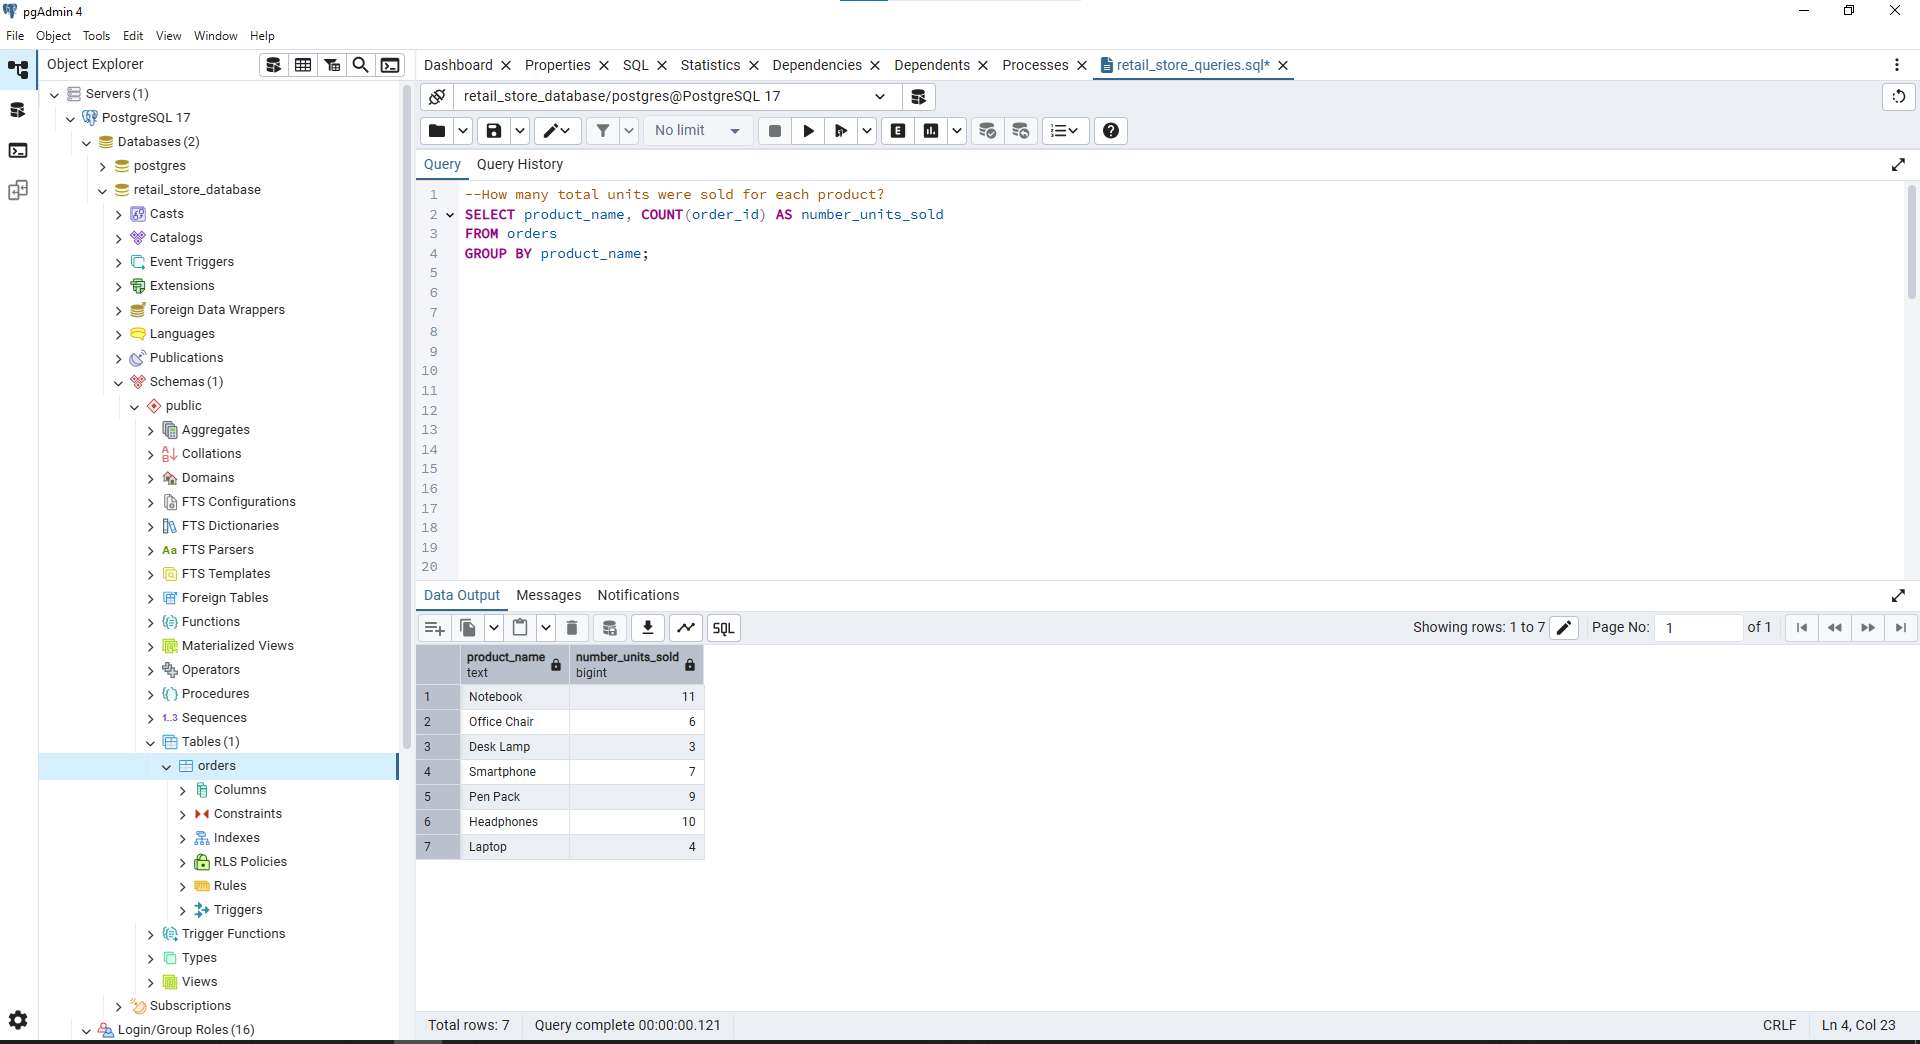 pgAdmin 4
File Object Tools Edit View Window Help
Object Explorer
Servers (1)
PostgreSQL 17
Databases (2)
postgres
retail_store_database
Casts
Catalogs
Event Triggers
Extensions
Foreign Data Wrappers
Languages
Publications
Schemas (1)
public
Aggregates
Collations
Domains
FTS Configurations
FTS Dictionaries
Aa FTS Parsers
FTS Templates
Foreign Tables
Functions
Materialized Views
Operators
Procedures
1..3 Sequences
Tables (1)
orders
Columns
Constraints
Indexes
RLS Policies
Rules
Triggers
Trigger Functions
Types
Views
Subscriptions
Login/Group Roles (16)
Dashboard Properties SQL Statistics Dependencies Dependents Processes retail_store_queries.sql*
retail_store_database/postgres@PostgreSQL 17
No limit E
Query Query History
1 --How many total units were sold for each product?
2 SELECT product_name, COUNT(order_id) AS number_units_sold
3 FROM orders
4 GROUP BY product_name;
5
6
7
8
9
10
11
12
13
14
15
16
17
18
19
20
Data Output Messages Notifications
SQL Showing rows: 1 to 7 Page No: 1 of 1
product_name number_units_sold
text bigint
1 Notebook 11
2 Office Chair 6
3 Desk Lamp 3
4 Smartphone 7
5 Pen Pack 9
6 Headphones 10
7 Laptop 4
Total rows: 7 Query complete 00:00:00.121 CRLF Ln 4, Col 23